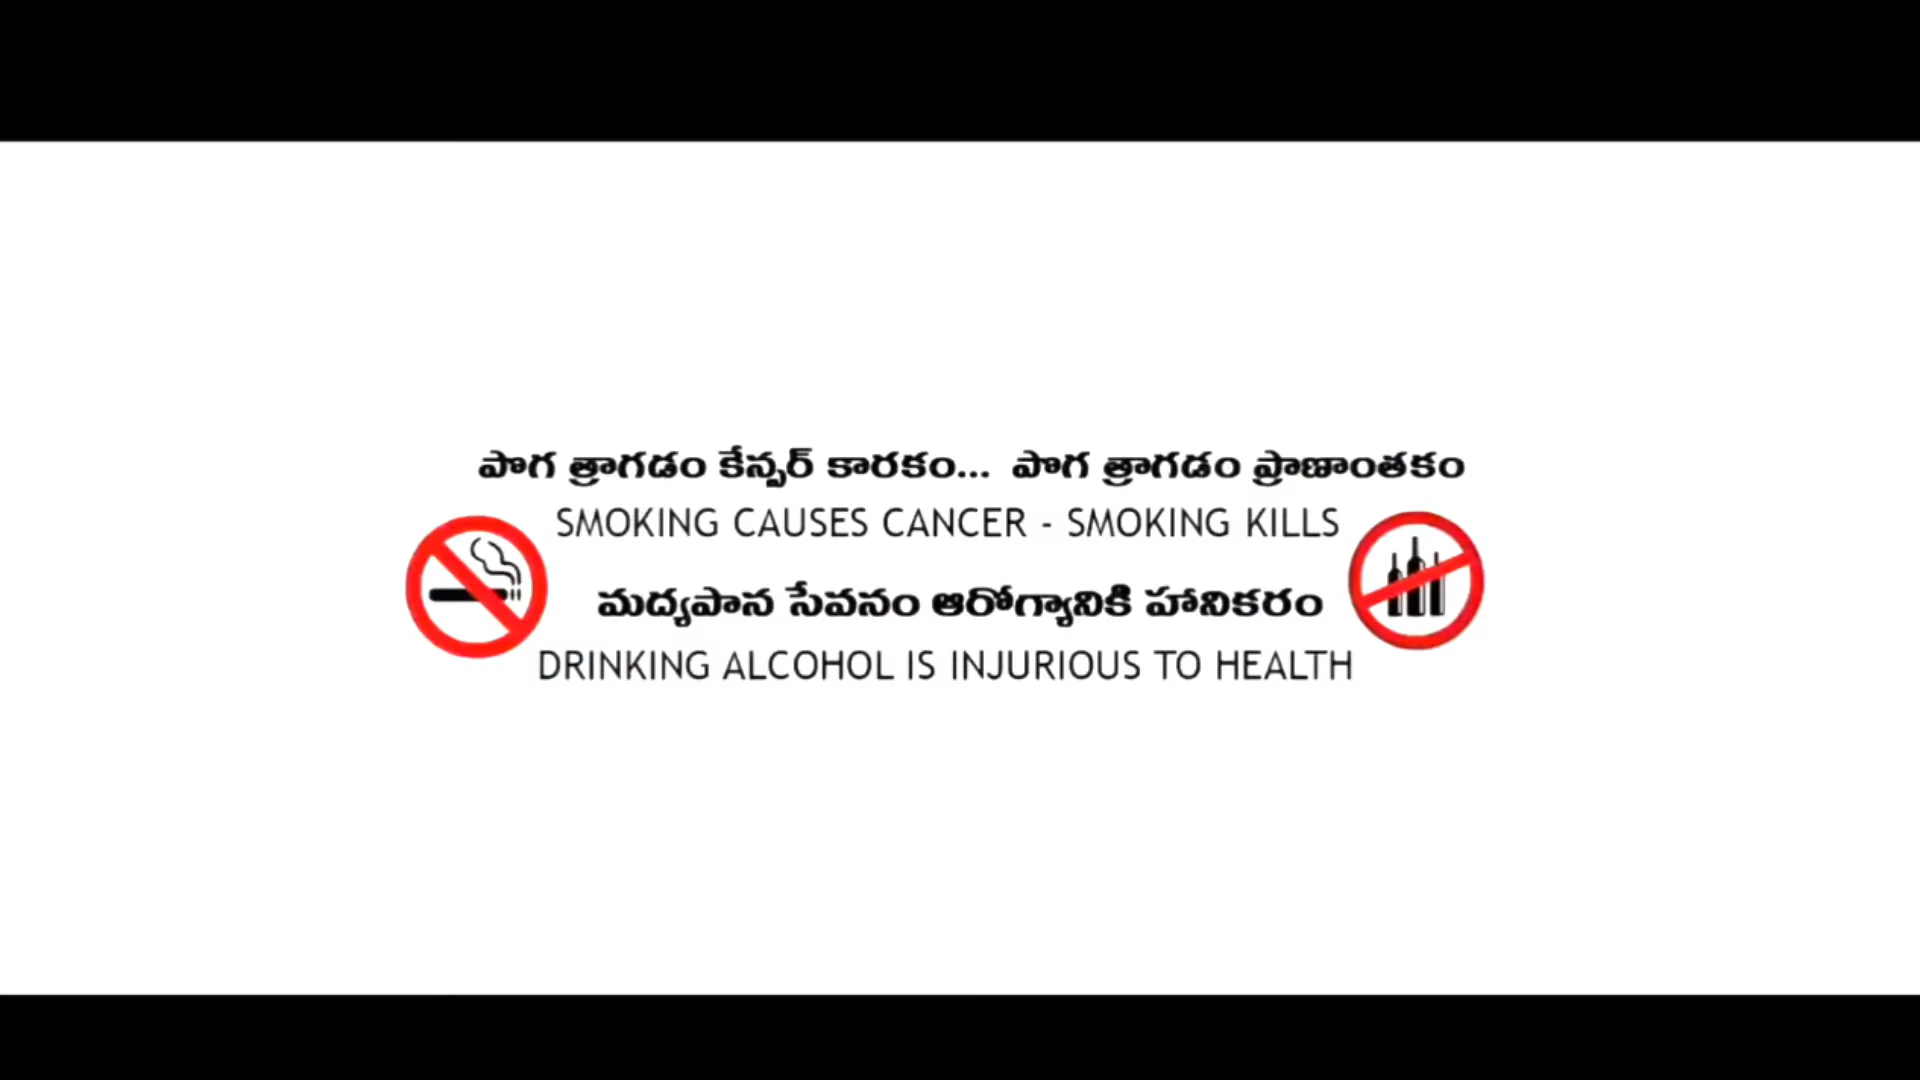 పొగ త్రాగడం కేన్సర్ కారకం... పొగ త్రాగడం ప్రాణాంతకం
SMOKING CAUSES CANCER - SMOKING KILLS
మద్యపాన సేవనం ఆరోగ్యానికి హానికరం
DRINKING ALCOHOL IS INJURIOUS TO HEALTH